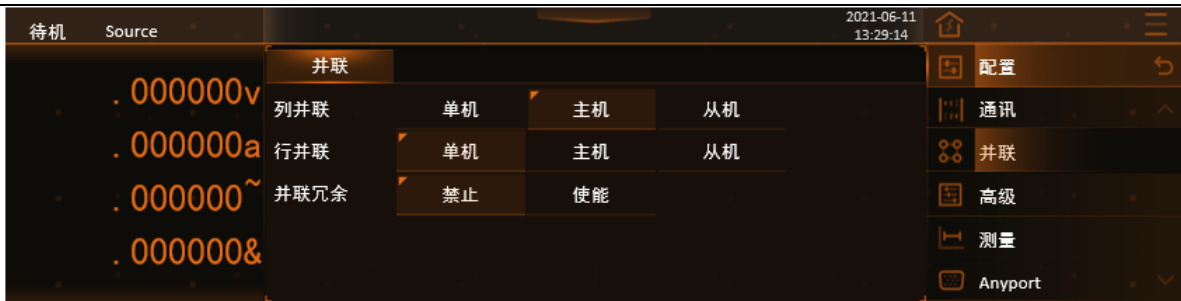 待机 Source
2021-06-11
13:29:14
.000000v
.000000a
.000000~
.000000&
并联
列并联 单机 主机 从机
行并联 单机 主机 从机
并联冗余 禁止 使能
配置
通讯
并联
高级
测量
Anyport